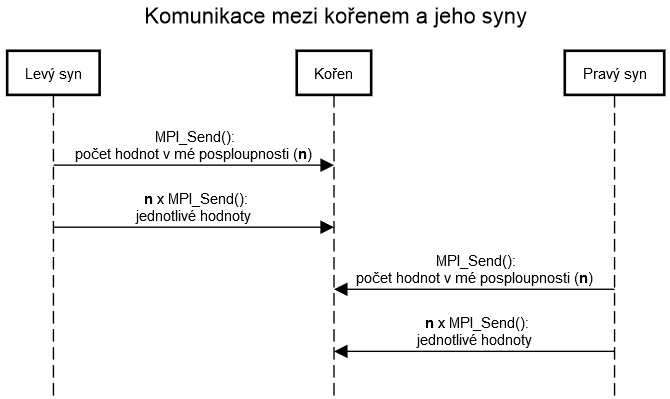 Komunikace mezi kořenem a jeho syny
Levý syn
Kořen
Pravý syn
MPI_Send():
počet hodnot v mé posploupnosti (n)
n x MPI_Send():
jednotlivé hodnoty
MPI_Send():
počet hodnot v mé posploupnosti (n)
n x MPI_Send():
jednotlivé hodnoty